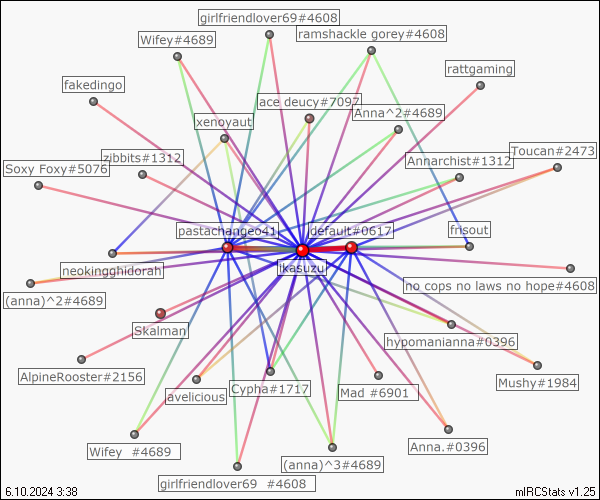 girlfriendlover69#4608
ramshackle gorey#4608
Wifey#4689
rattgaming
fakedingo
ace deucy#7097
Anna^2#4689
xenoyaut
Toucan#2473
zibbits#1312
Annarchist#1312
Soxy Foxy#5076
pastachangeo41
default#0617
frisout
ikasuzu
neokingghidorah
no cops no laws no hope#4608
(anna)^2#4689
Skalman
hypomanianna#0396
AlpineRooster#2156
Mushy#1984
Cypha#1717
Mad #6901
avelicious
Anna.#0396
Wifey #4689
(anna)^3#4689
girlfriendlover69 #4608
6.10.2024 3:38
mIRCStats v1.25